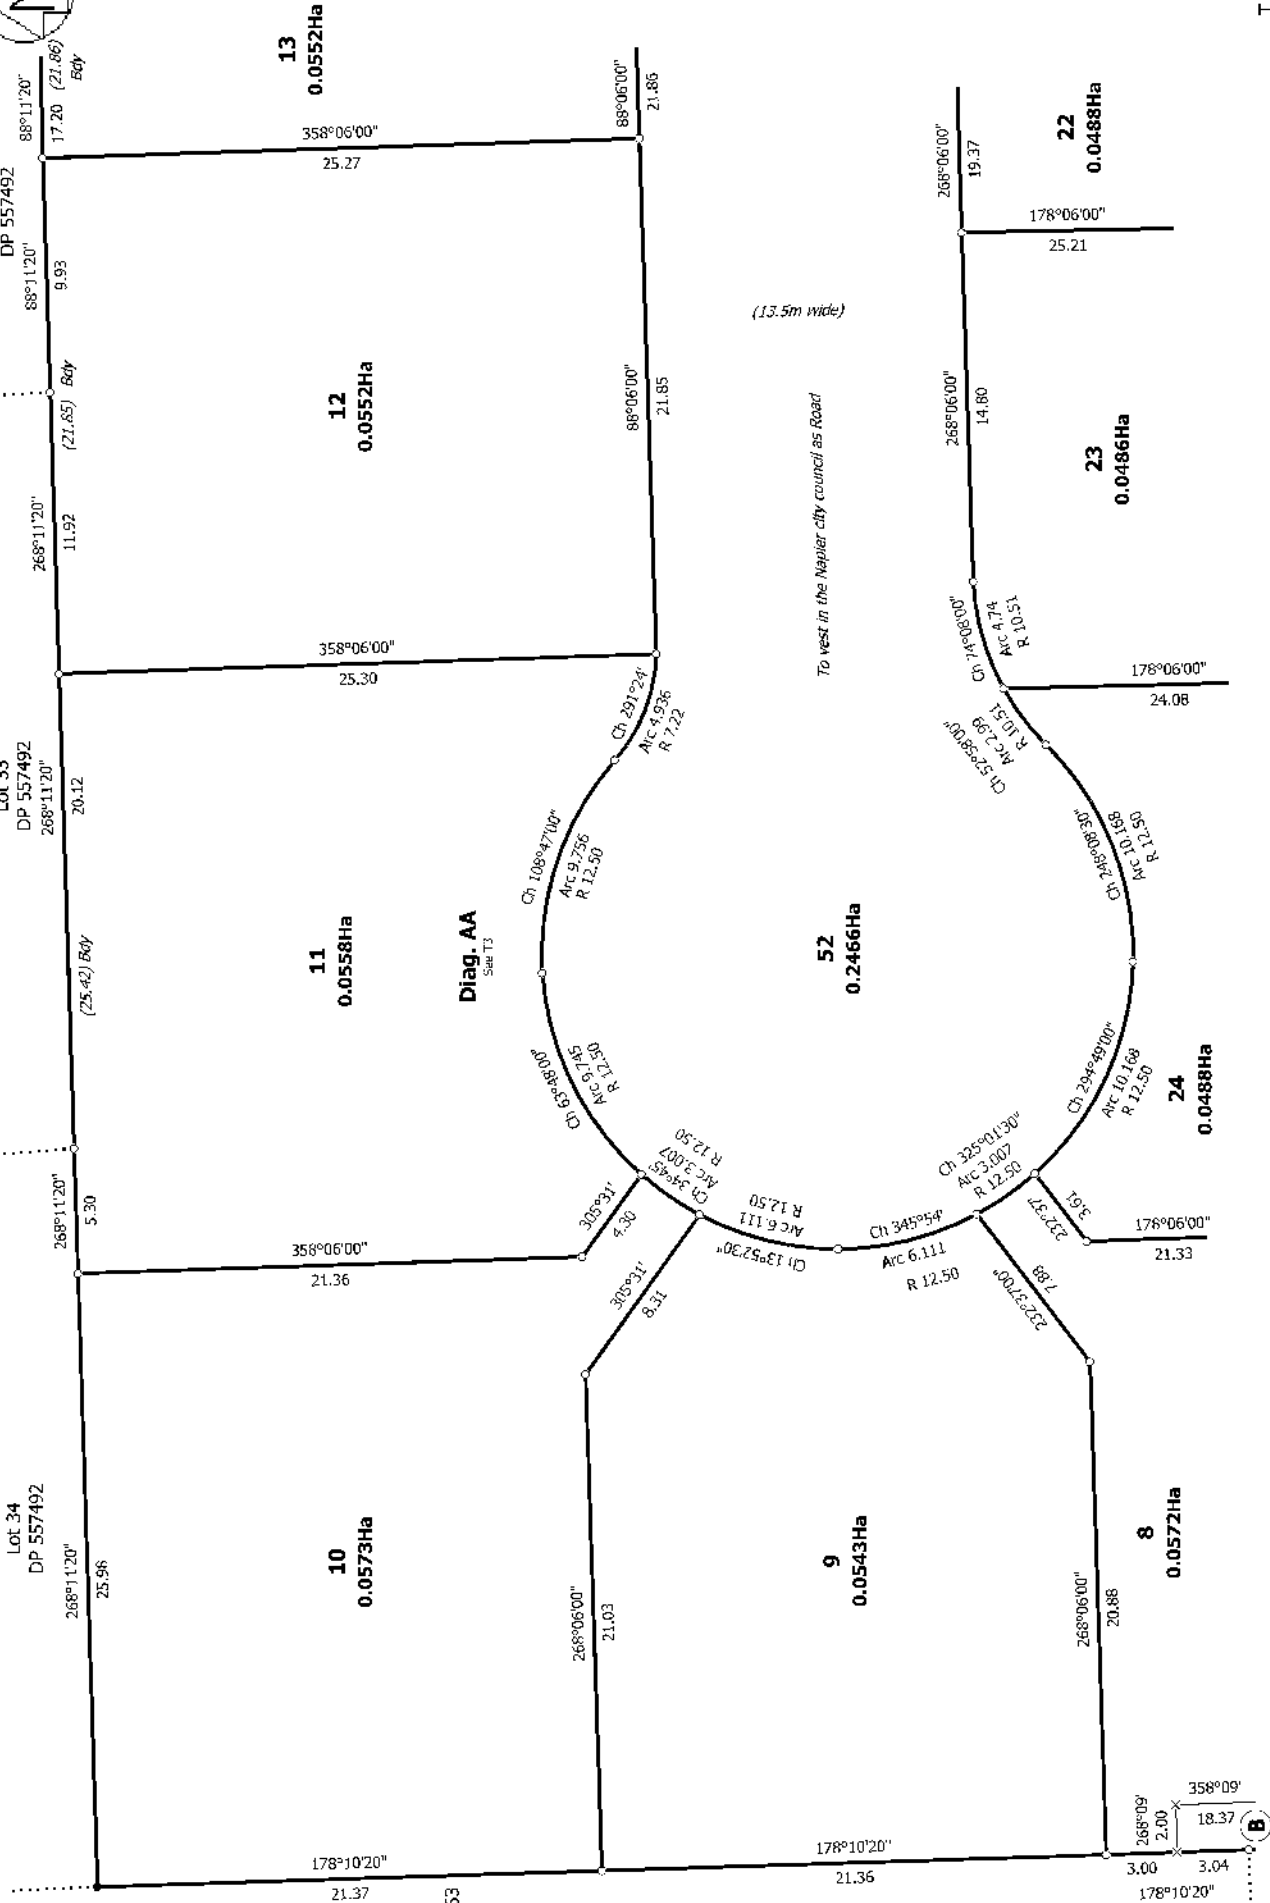 DP 557492
88°11'20"
17.20
(21.86)
Bdy
13
0.0552Ha
88°06'00"
21.86
358°06'00"
25.27
88°11'20"
9.93
(21.85)
Bdy
12
0.0552Ha
88°06'00"
21.85
268°11'20"
11.92
358°06'00"
25.30
268°06'00"
19.37
22
0.0488Ha
178°06'00"
25.21
(13.5m wide)
To vest in the Napier city council as Road
268°06'00"
14.80
23
0.0486Ha
Ch 74°08'00"
Arc 4.74
R 10.51
178°06'00"
24.08
Ch 52°58'00"
Arc 2.99
R 10.51
Lot 33
DP 557492
268°11'20"
20.12
(25.42) Bdy
11
0.0558Ha
Diag. AA
See T3
Ch 291°24'
Arc 4.936
R 7.22
Ch 108°47'00"
Arc 9.756
R 12.50
Ch 63°48'00"
Arc 9.745
R 12.50
52
0.2466Ha
Ch 248°08'30"
Arc 10.168
R 12.50
Ch 294°49'00"
Arc 10.168
R 12.50
24
0.0488Ha
Ch 34°45'
Arc 3.007
R 12.50
Ch 13°52'30"
Arc 6.111
R 12.50
Ch 345°54'
Arc 6.111
R 12.50
Ch 325°01'30"
Arc 3.007
R 12.50
268°11'20"
5.30
358°06'00"
21.36
305°31'
4.30
305°31'
8.31
232°37'
3.61
232°37'00"
7.88
178°06'00"
21.33
Lot 34
DP 557492
268°11'20"
25.96
10
0.0573Ha
268°06'00"
21.03
9
0.0543Ha
268°06'00"
20.88
8
0.0572Ha
178°10'20"
21.37
53
178°10'20"
21.36
268°09'
2.00
358°09'
18.37
3.00
3.04
178°10'20"
B
T